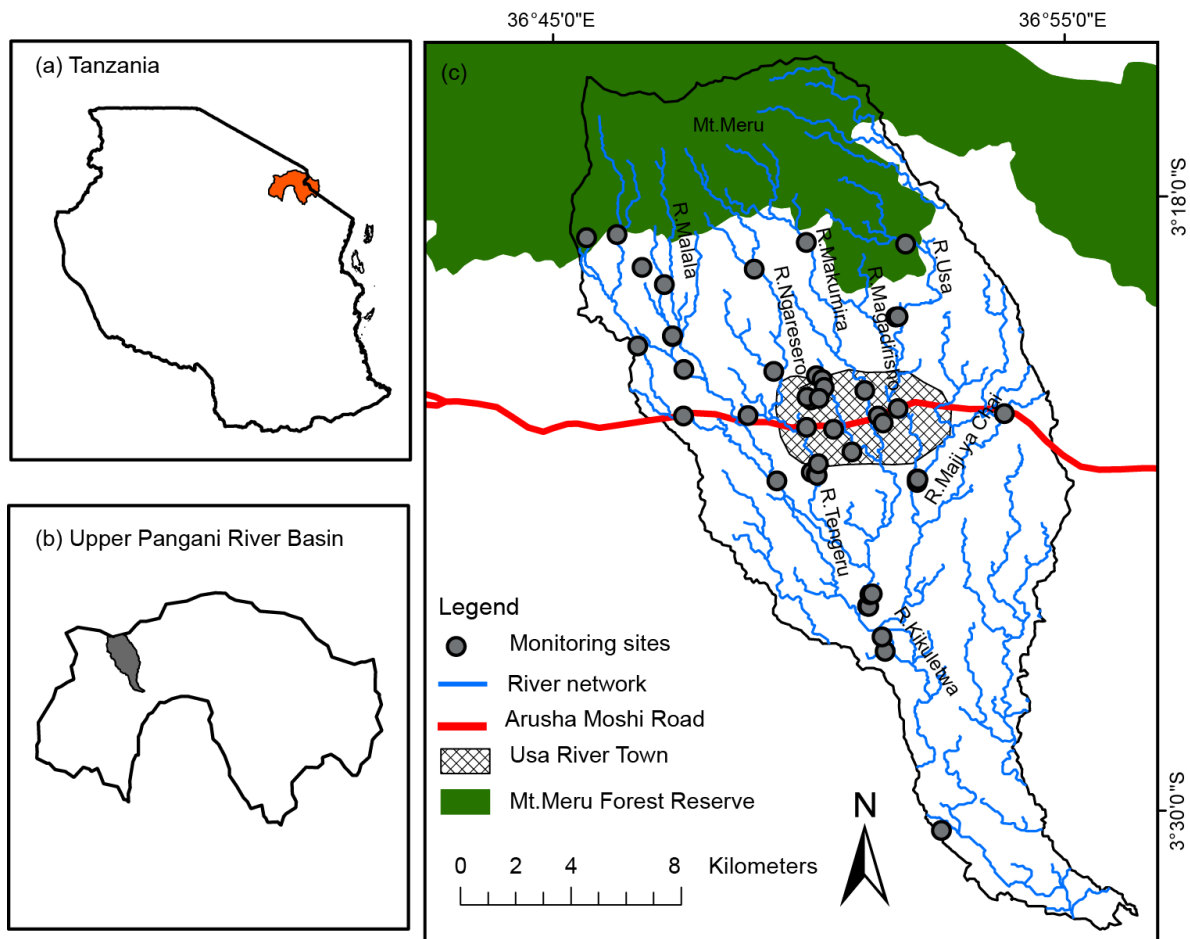 36°45'0"E
36°55'0"E
(a) Tanzania
(c)
Mt.Meru
3°18'0"S
R.Malala
R.Ngaresero
R.Makumira
R.Magadirisho
R.Usa
R.Maji ya Chai
R.Tengeru
R.Kikuletwa
(b) Upper Pangani River Basin
Legend
Monitoring sites
River network
Arusha Moshi Road
Usa River Town
Mt.Meru Forest Reserve
N
0 2 4 8 Kilometers
3°30'0"S